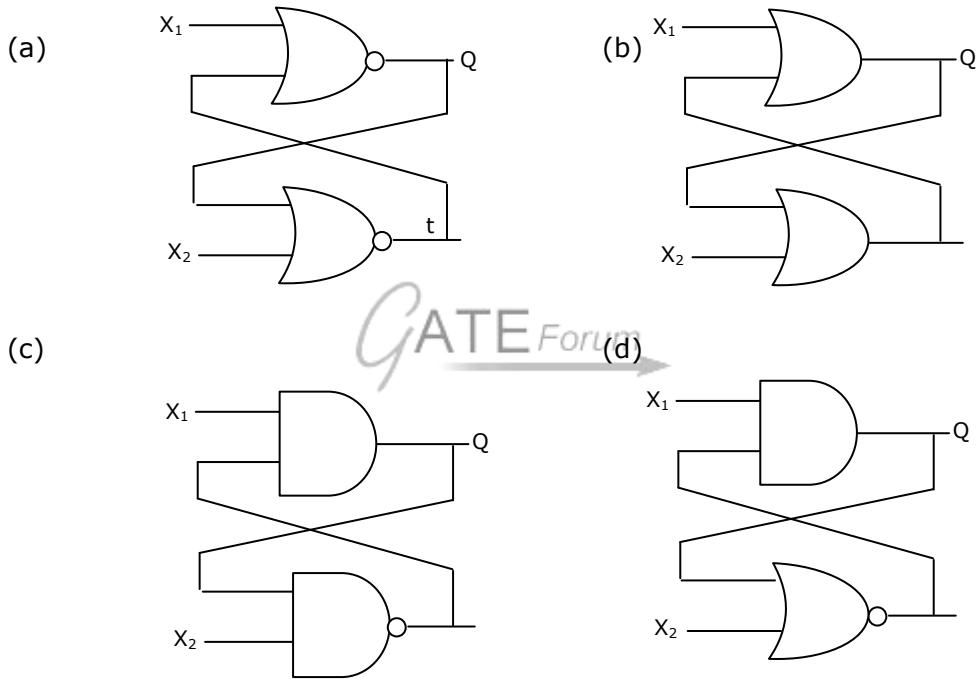 (a)
X₁
Q
t
X₂
(b)
X₁
Q
X₂
GATE Forum
(c)
X₁
Q
X₂
(d)
X₁
Q
X₂